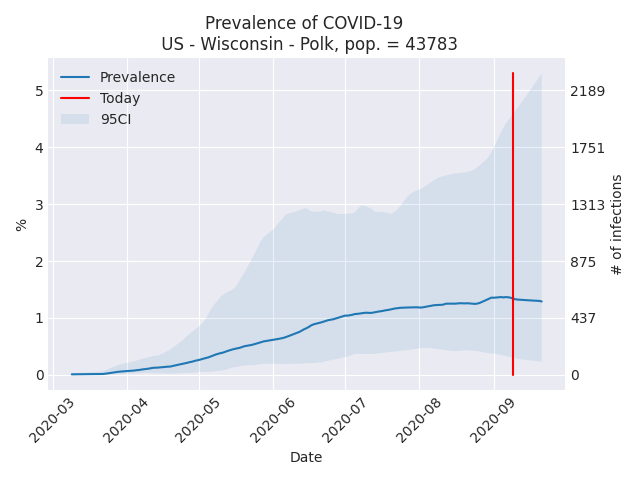 Prevalence of COVID-19
US - Wisconsin - Polk, pop. = 43783
Prevalence
Today
95CI
5
4
3
2
1
0
%
2189
1751
1313
875
437
0
# of infections
2020-03
2020-04
2020-05
2020-06
2020-07
2020-08
2020-09
Date